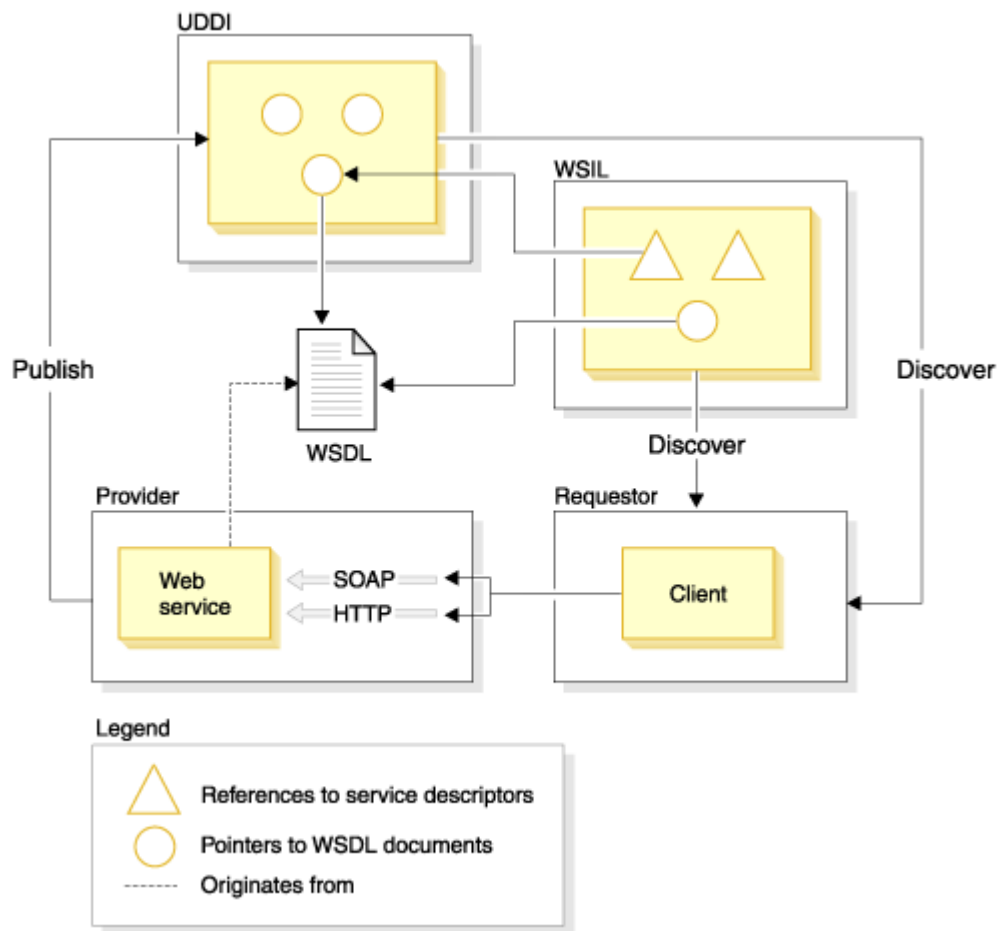 UDDI
WSIL
Publish
Discover
WSDL
Discover
Provider
Requestor
Web
service
SOAP
HTTP
Client
Legend
References to service descriptors
Pointers to WSDL documents
Originates from